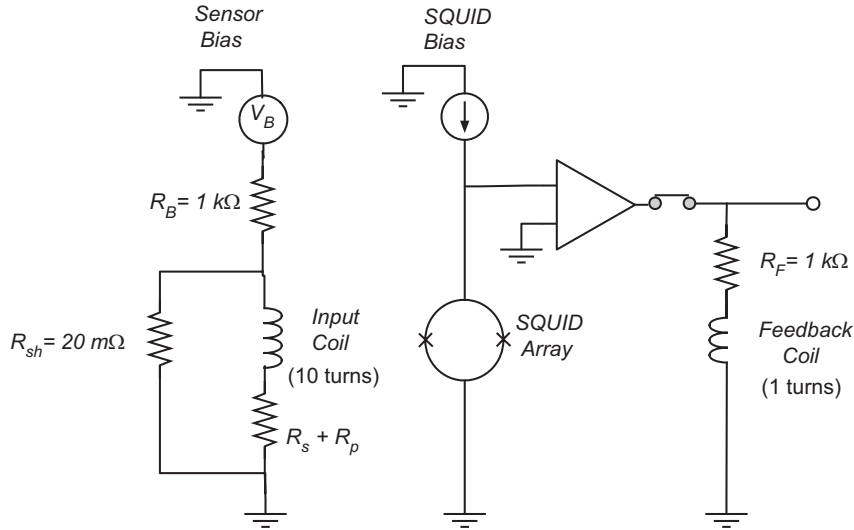 Sensor
Bias
SQUID
Bias
V_B
R_B = 1 kΩ
R_F = 1 kΩ
R_sh = 20 mΩ
Input
Coil
(10 turns)
SQUID
Array
Feedback
Coil
(1 turns)
R_s + R_p